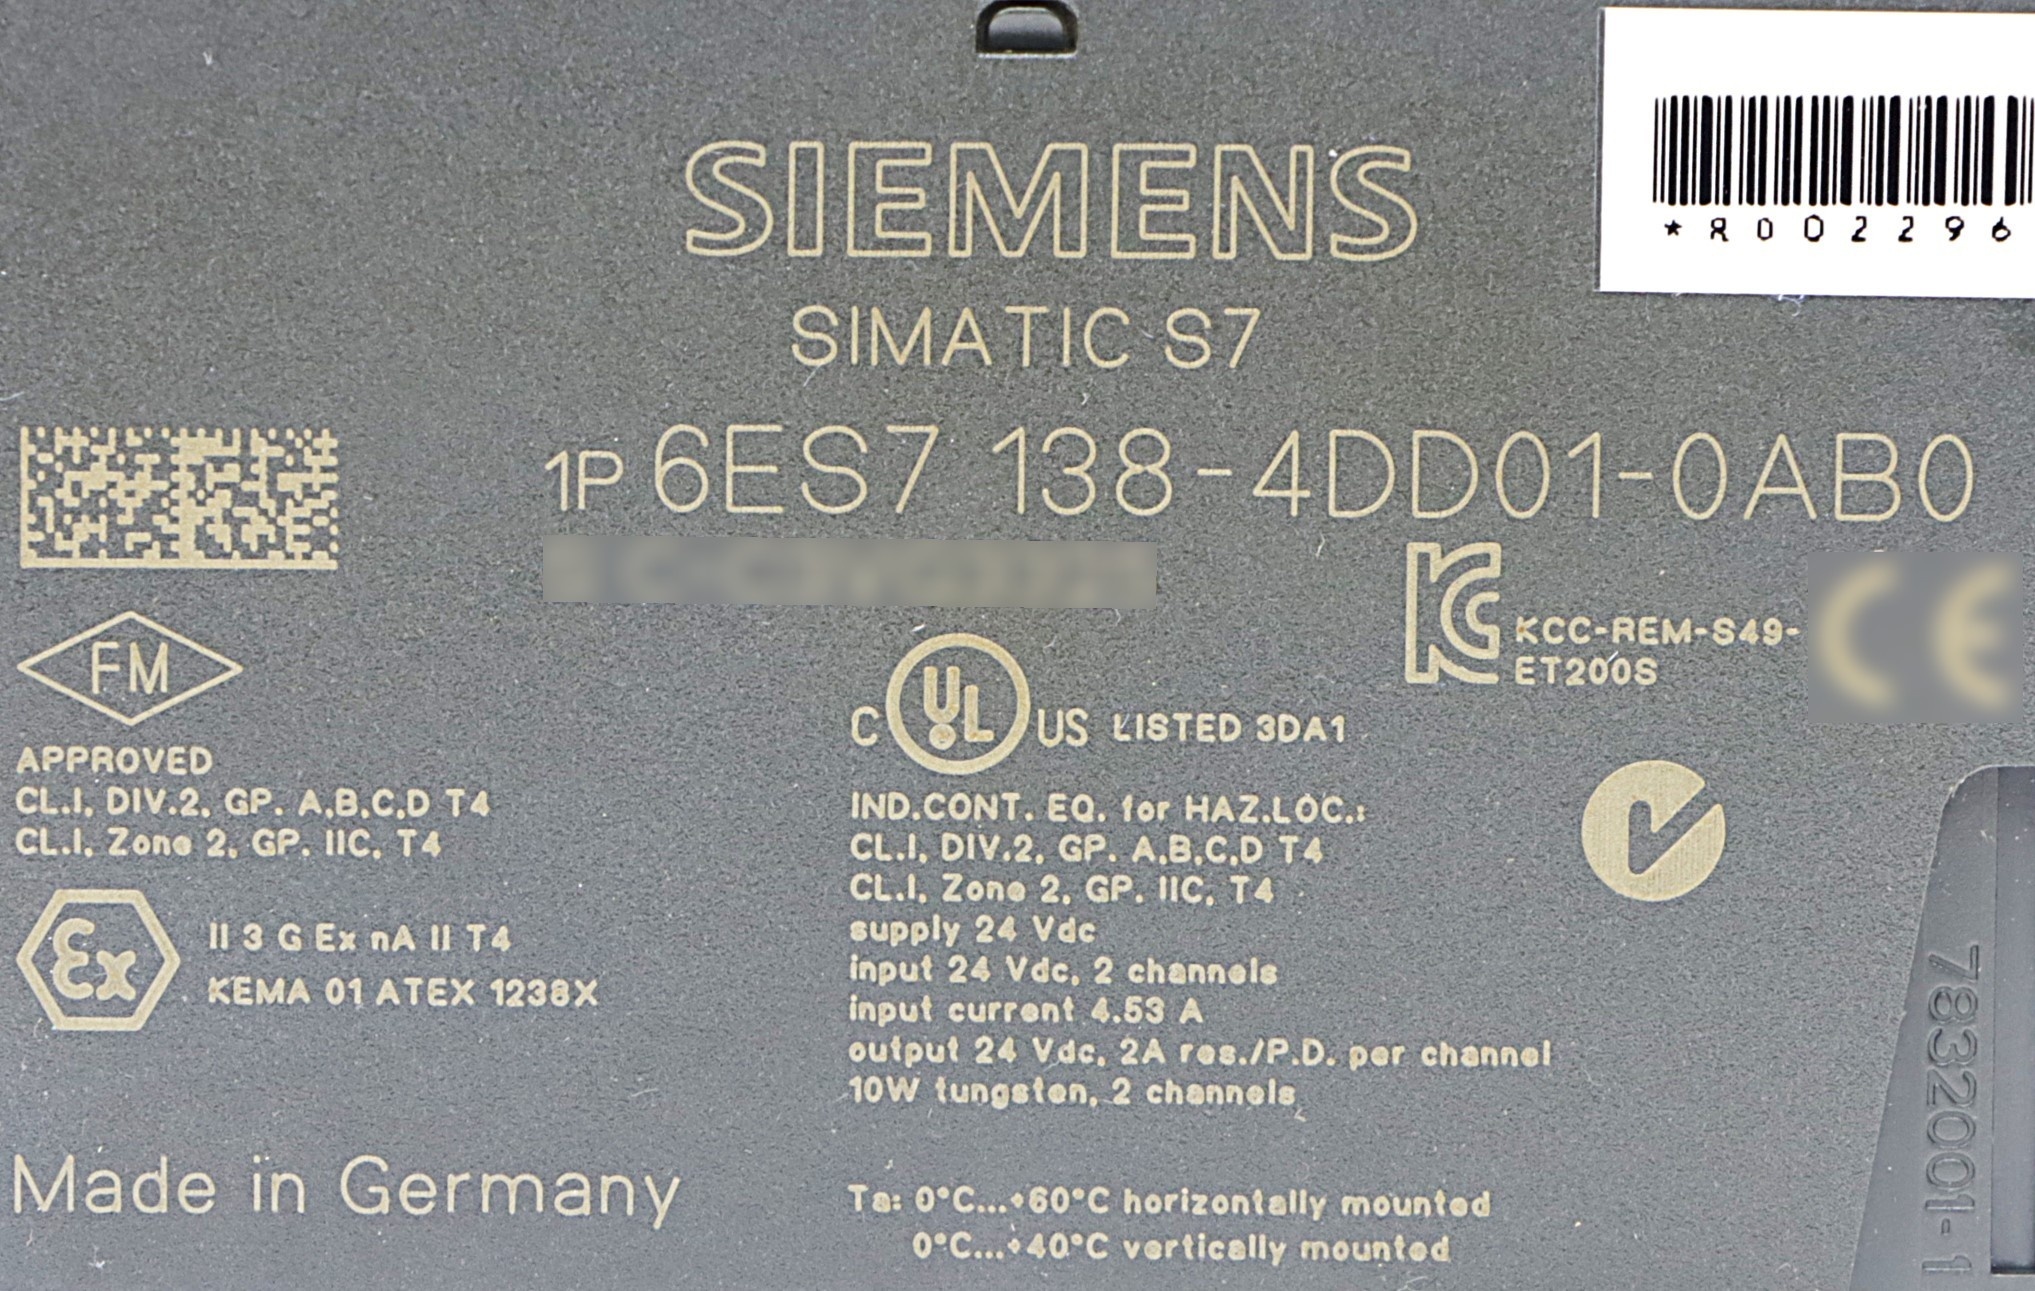 SIEMENS
*R002296
SIMATIC S7
1P 6ES7 138-4DD01-0AB0
KCC-REM-S49-
ET200S
CE
FM
C UL US LISTED 3DA1
APPROVED
CL.I, DIV.2, GP. A,B,C,D T4
CL.I, Zone 2, GP. IIC, T4
IND.CONT. EQ. for HAZ.LOC.:
CL.I, DIV.2, GP. A,B,C,D T4
CL.I, Zone 2, GP. IIC, T4
supply 24 Vdc
input 24 Vdc, 2 channels
input current 4.53 A
output 24 Vdc, 2A res./P.D. per channel
10W tungsten, 2 channels
Ex II 3 G Ex nA II T4
KEMA 01 ATEX 1238X
7832001-1
Made in Germany
Ta: 0°C...+60°C horizontally mounted
0°C...+40°C vertically mounted